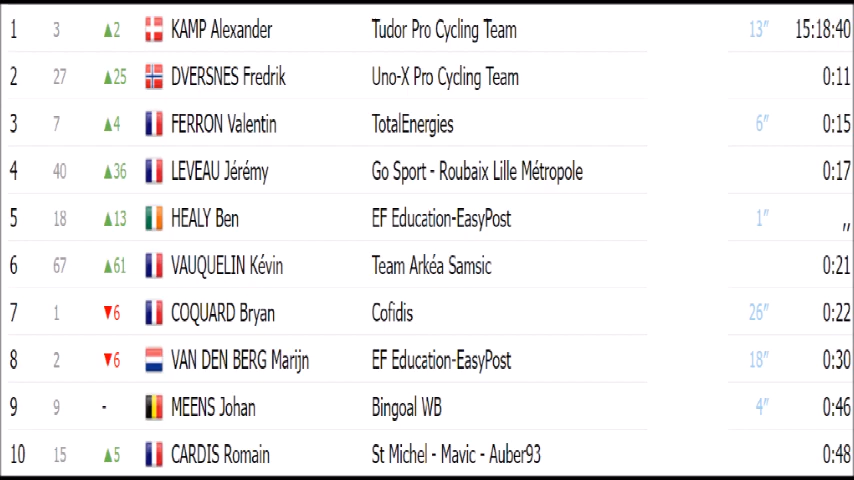 1 3 ▲2 KAMP Alexander Tudor Pro Cycling Team 13″ 15:18:40
2 27 ▲25 DVERSNES Fredrik Uno-X Pro Cycling Team 0:11
3 7 ▲4 FERRON Valentin TotalEnergies 6″ 0:15
4 40 ▲36 LEVEAU Jérémy Go Sport - Roubaix Lille Métropole 0:17
5 18 ▲13 HEALY Ben EF Education-EasyPost 1″ ,,
6 67 ▲61 VAUQUELIN Kévin Team Arkéa Samsic 0:21
7 1 ▼6 COQUARD Bryan Cofidis 26″ 0:22
8 2 ▼6 VAN DEN BERG Marijn EF Education-EasyPost 18″ 0:30
9 9 - MEENS Johan Bingoal WB 4″ 0:46
10 15 ▲5 CARDIS Romain St Michel - Mavic - Auber93 0:48